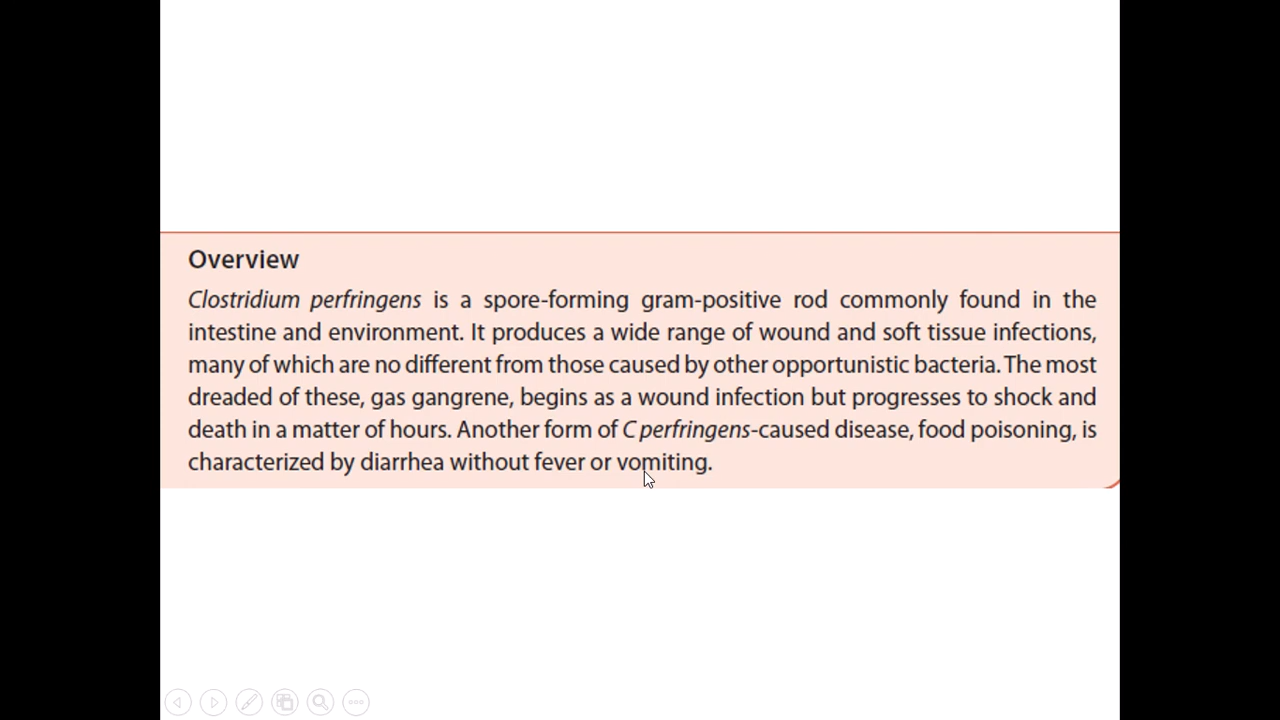 Overview
Clostridium perfringens is a spore-forming gram-positive rod commonly found in the
intestine and environment. It produces a wide range of wound and soft tissue infections,
many of which are no different from those caused by other opportunistic bacteria. The most
dreaded of these, gas gangrene, begins as a wound infection but progresses to shock and
death in a matter of hours. Another form of C perfringens-caused disease, food poisoning, is
characterized by diarrhea without fever or vomiting.